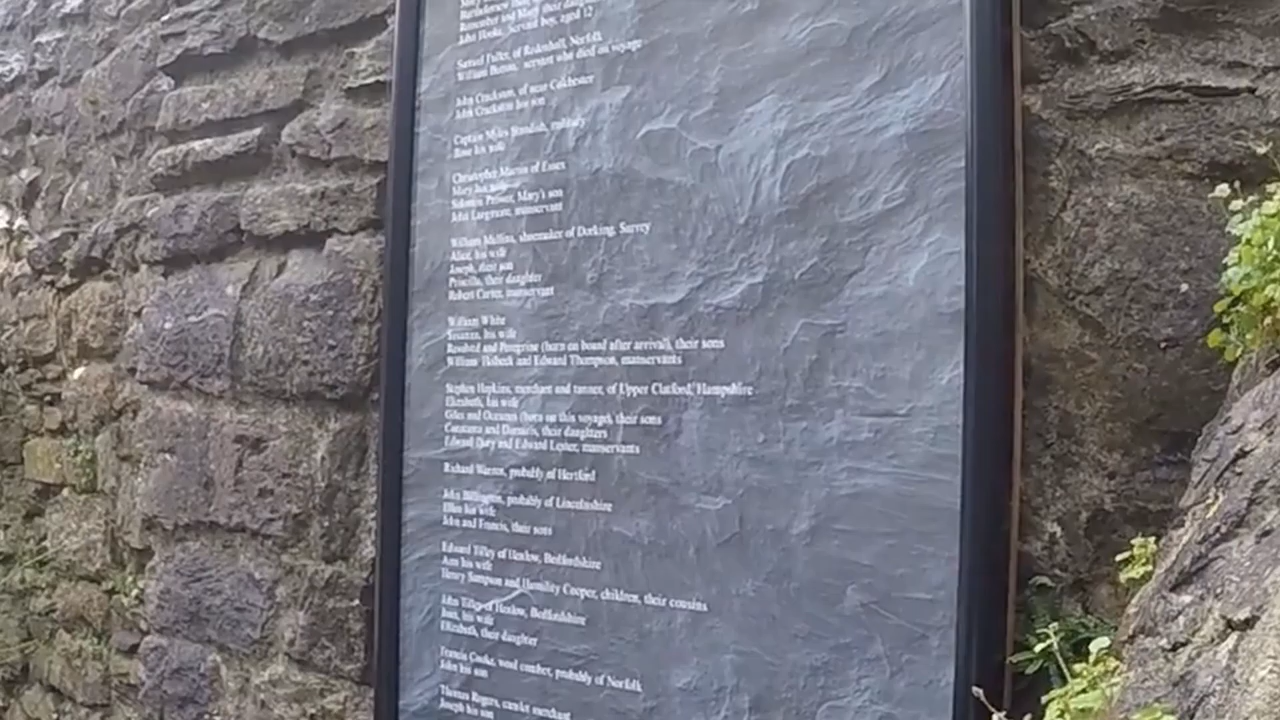 Remember and Mary their
John Hooke, Servant boy, aged 12
Samuel Fuller, of Redenhall, Norfolk
William Button, servant who died on voyage
John Crackston, of near Colchester
John Crackston his son
Captain Myles Standish, military
Rose his wife
Christopher Martin of Essex
Mary his wife
Solomon Prower, Mary's son
John Langmore, manservant
William Mullins, shoemaker of Dorking, Surrey
Alice, his wife
Joseph, their son
Priscilla, their daughter
Robert Carter, manservant
William White
Susanna, his wife
Resolved and Peregrine (born on board after arrival), their sons
William Holbeck and Edward Thompson, manservants
Stephen Hopkins, merchant and tanner, of Upper Clatford, Hampshire
Elizabeth, his wife
Giles and Oceanus (born on this voyage), their sons
Constanta and Damaris, their daughters
Edward Doty and Edward Lester, manservants
Richard Warren, probably of Hertford
John Billington, probably of Lincolnshire
Ellen his wife
John and Francis, their sons
Edward Tilley of Henlow, Bedfordshire
Ann his wife
Henry Sampson and Humility Cooper, children, their cousins
John Tilley of Henlow, Bedfordshire
Joan, his wife
Elizabeth, their daughter
Francis Cooke, wool comber, probably of Norfolk
John his son
Thomas Rogers, camlet merchant
Joseph his son